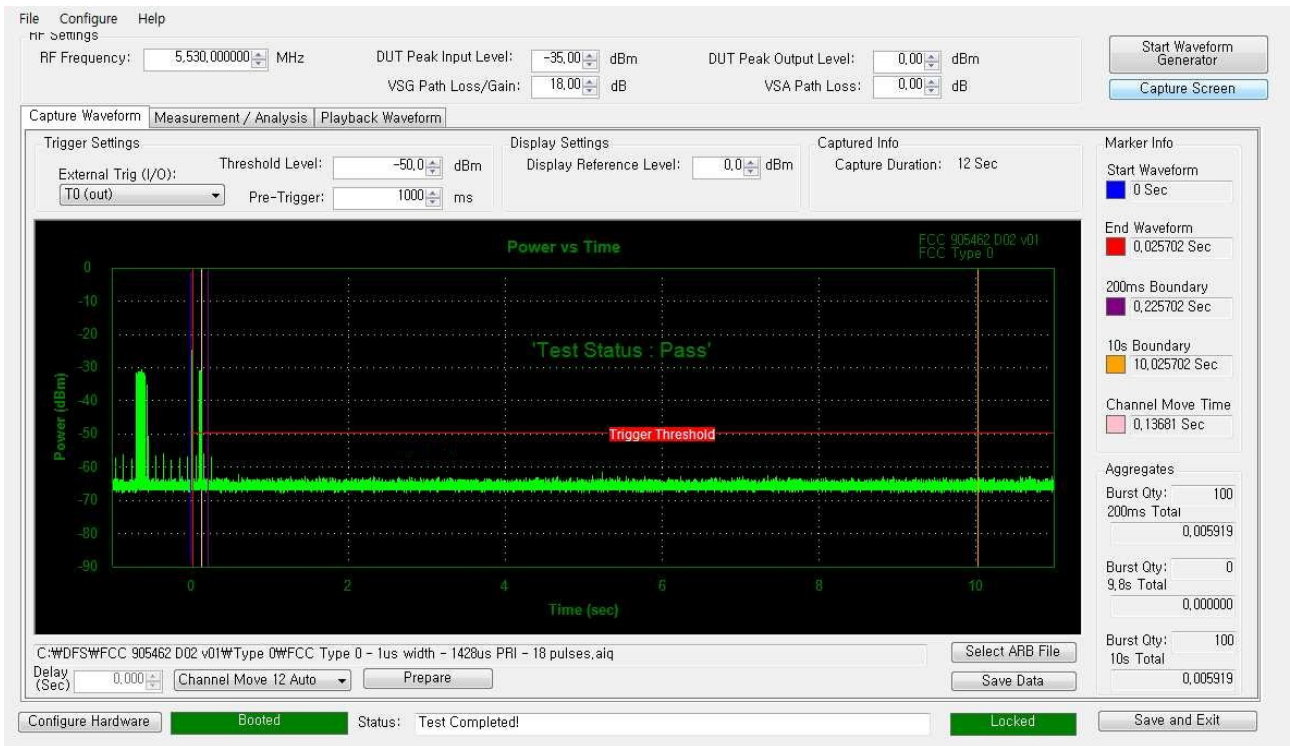 File Configure Help
RF Settings
RF Frequency: 5,530,000000 MHz DUT Peak Input Level: -35,00 dBm DUT Peak Output Level: 0,00 dBm
VSG Path Loss/Gain: 18,00 dB VSA Path Loss: 0,00 dB
Start Waveform
Generator
Capture Screen
Capture Waveform Measurement / Analysis Playback Waveform
Trigger Settings
External Trig (I/O):
T0 (out)
Threshold Level: -50,0 dBm
Pre-Trigger: 1000 ms
Display Settings
Display Reference Level: 0,0 dBm
Captured Info
Capture Duration: 12 Sec
Power vs Time
FCC 905462 D02 v01
FCC Type 0
'Test Status : Pass'
Trigger Threshold
Power (dBm)
0
-10
-20
-30
-40
-50
-60
-70
-80
-90
0 2 4 6 8 10
Time (sec)
Marker Info
Start Waveform
0 Sec
End Waveform
0,025702 Sec
200ms Boundary
0,225702 Sec
10s Boundary
10,025702 Sec
Channel Move Time
0,13681 Sec
Aggregates
Burst Qty: 100
200ms Total
0,005919
Burst Qty: 0
9,8s Total
0,000000
Burst Qty: 100
10s Total
0,005919
C:₩DFS₩FCC 905462 D02 v01₩Type 0₩FCC Type 0 - 1us width - 1428us PRI - 18 pulses,aiq
Select ARB File
Delay
(Sec) 0,000 Channel Move 12 Auto Prepare
Save Data
Configure Hardware Booted Status: Test Completed! Locked Save and Exit